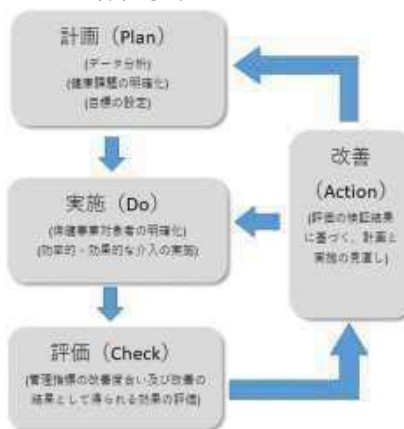 計画（Plan）
(データ分析)
(健康課題の明確化)
(目標の設定)
実施（Do）
(保健事業対象者の明確化)
(効率的・効果的な介入の実施)
評価（Check）
(管理指標の改善度合い及び改善の
結果として得られる効果の評価)
改善
(Action)
(評価の検証結果
に基づく、計画と
実施の見直し)